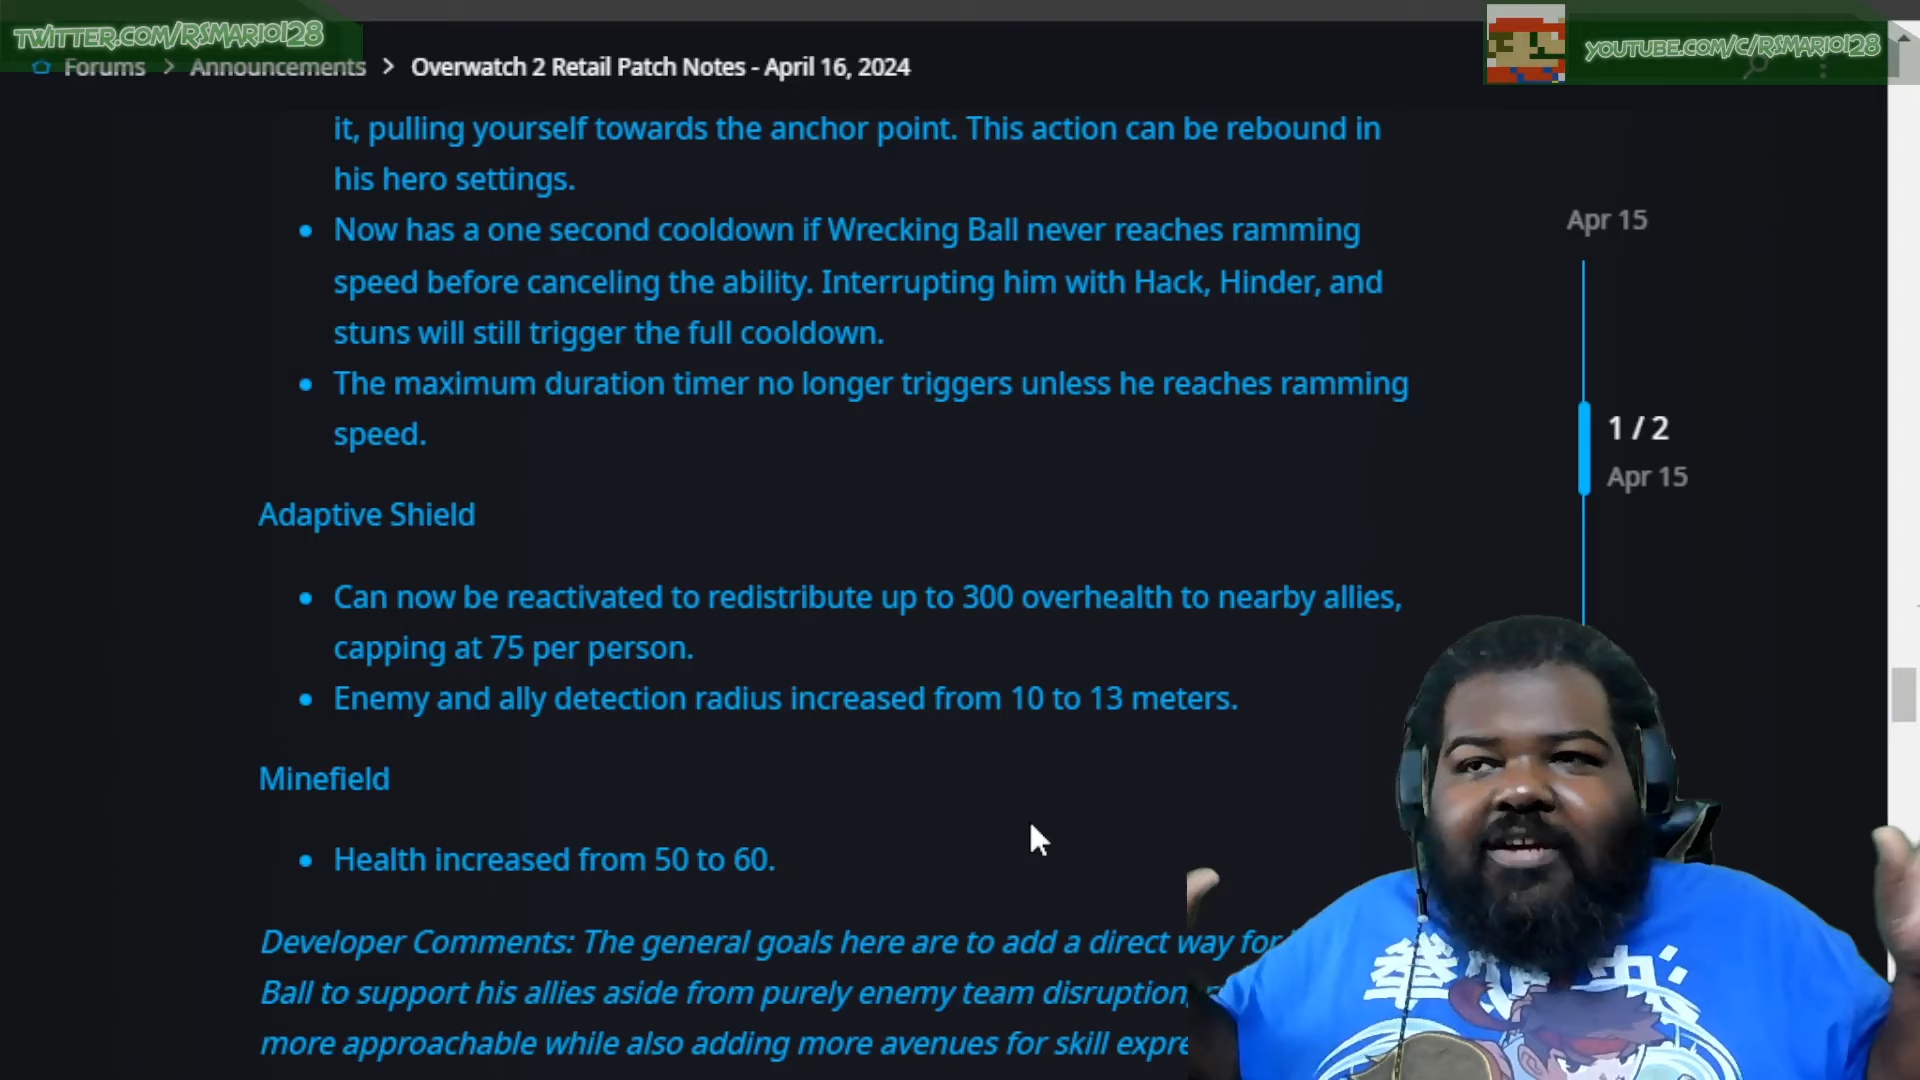 TWITTER.COM/RSMARIO128
YOUTUBE.COM/C/RSMARIO128
Forums > Announcements > Overwatch 2 Retail Patch Notes - April 16, 2024
it, pulling yourself towards the anchor point. This action can be rebound in
his hero settings.
• Now has a one second cooldown if Wrecking Ball never reaches ramming
speed before canceling the ability. Interrupting him with Hack, Hinder, and
stuns will still trigger the full cooldown.
• The maximum duration timer no longer triggers unless he reaches ramming
speed.
Apr 15
1 / 2
Apr 15
Adaptive Shield
• Can now be reactivated to redistribute up to 300 overhealth to nearby allies,
capping at 75 per person.
• Enemy and ally detection radius increased from 10 to 13 meters.
Minefield
• Health increased from 50 to 60.
Developer Comments: The general goals here are to add a direct way for
Ball to support his allies aside from purely enemy team disruption,
more approachable while also adding more avenues for skill